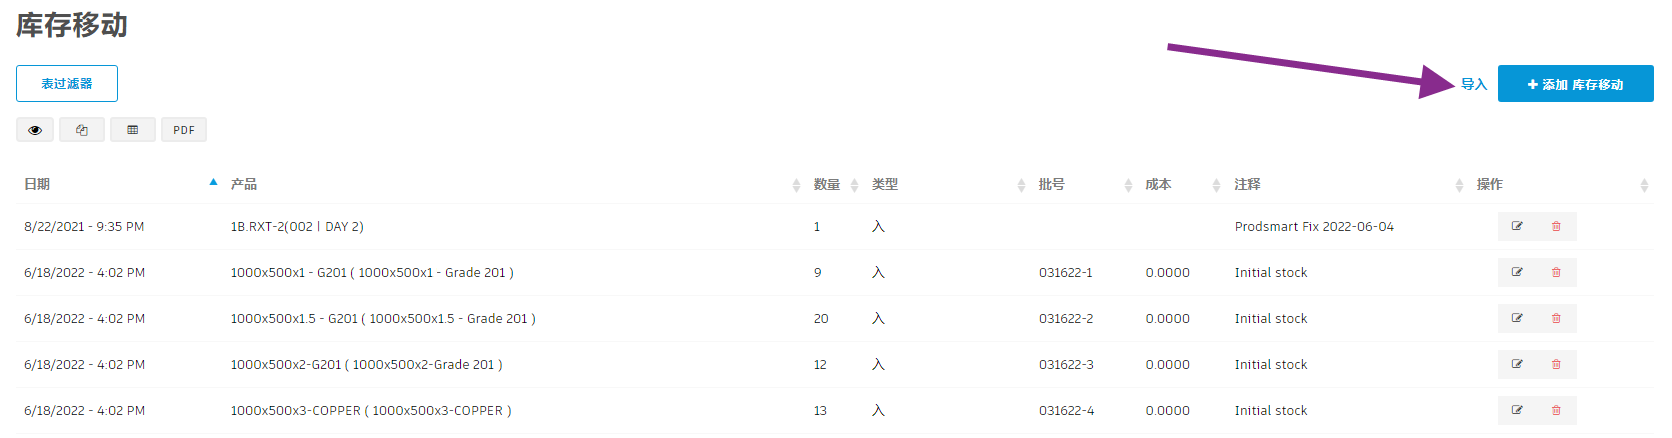 库存移动
表过滤器
导入
添加 库存移动
PDF
日期 产品 数量 类型 批号 成本 注释 操作
8/22/2021 - 9:35 PM 1B.RXT-2(002 | DAY 2) 1 入 Prodsmart Fix 2022-06-04
6/18/2022 - 4:02 PM 1000x500x1 - G201 ( 1000x500x1 - Grade 201 ) 9 入 031622-1 0.0000 Initial stock
6/18/2022 - 4:02 PM 1000x500x1.5 - G201 ( 1000x500x1.5 - Grade 201 ) 20 入 031622-2 0.0000 Initial stock
6/18/2022 - 4:02 PM 1000x500x2-G201 ( 1000x500x2-Grade 201 ) 12 入 031622-3 0.0000 Initial stock
6/18/2022 - 4:02 PM 1000x500x3-COPPER ( 1000x500x3-COPPER ) 13 入 031622-4 0.0000 Initial stock